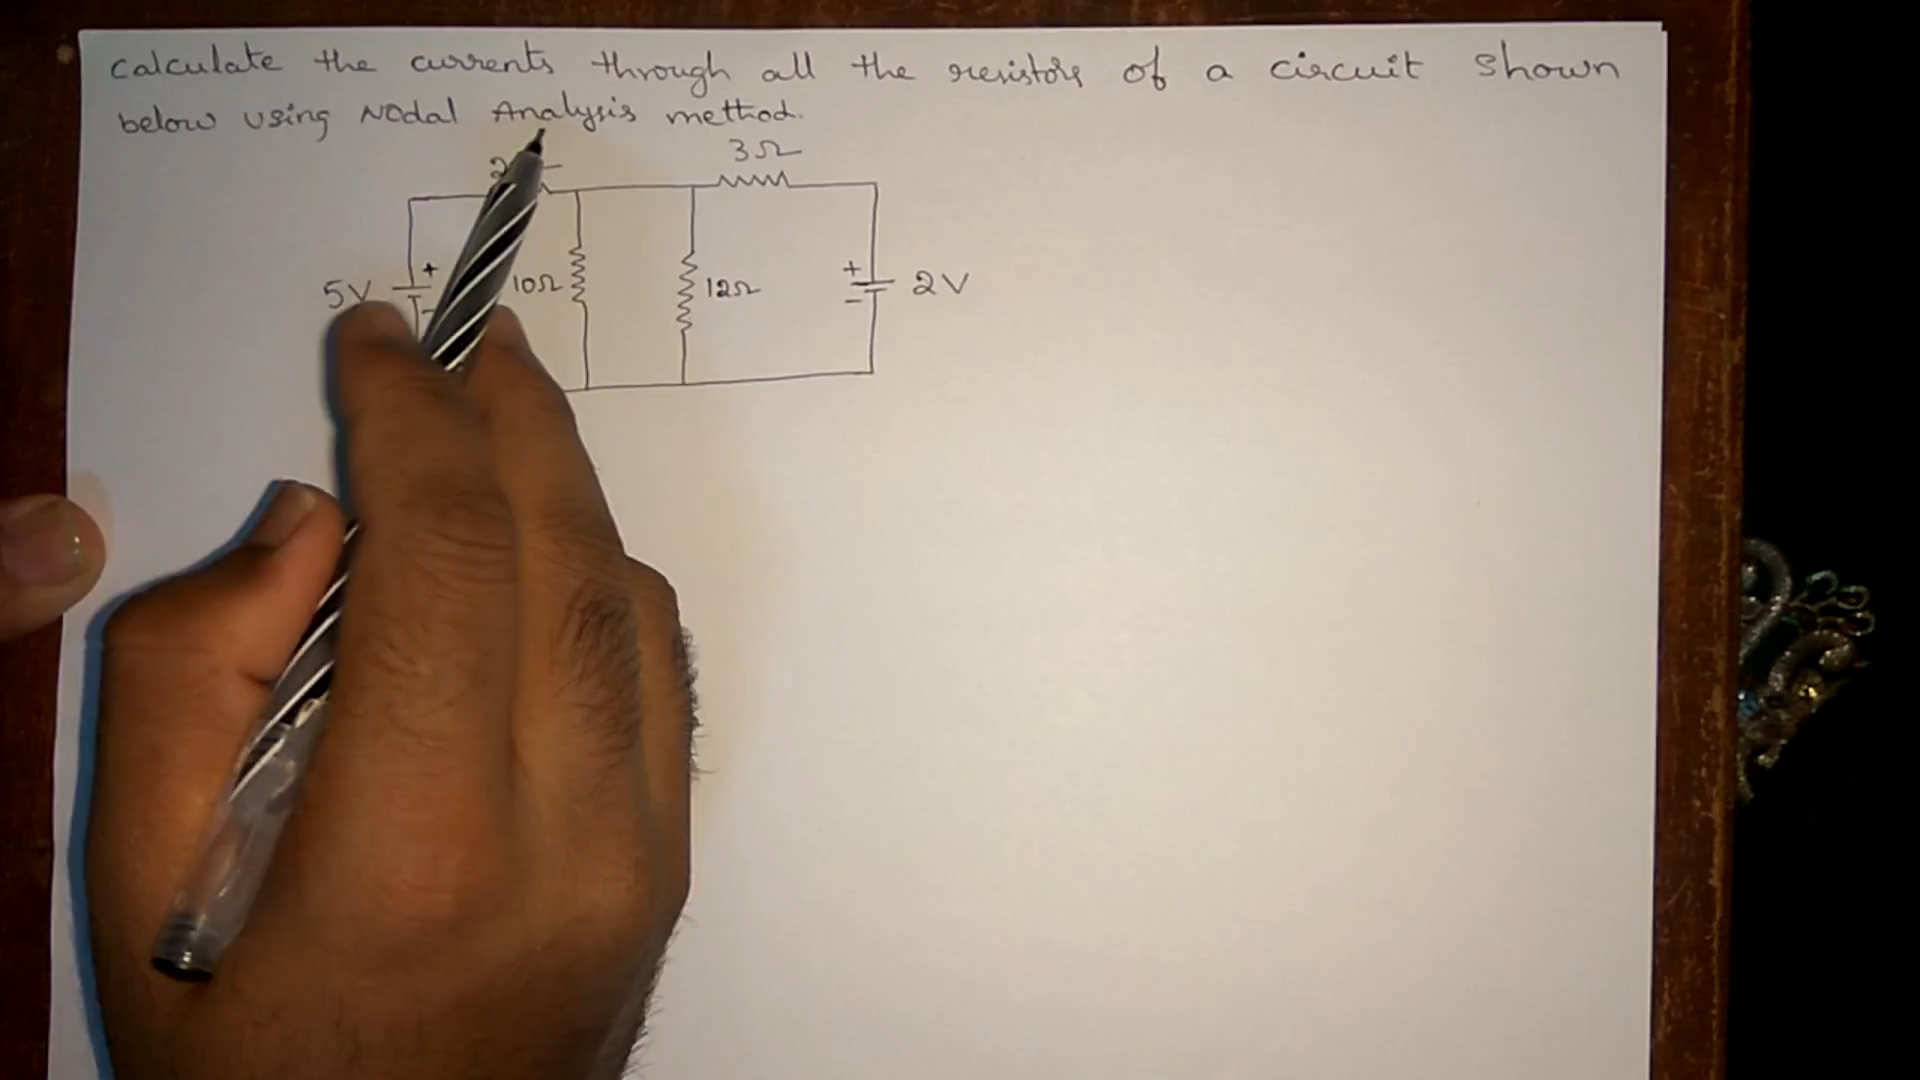 calculate the currents through all the resistors of a circuit shown
below using Nodal Analysis method.
2
3Ω
5V
+
-
10Ω
12Ω
+
-
2V